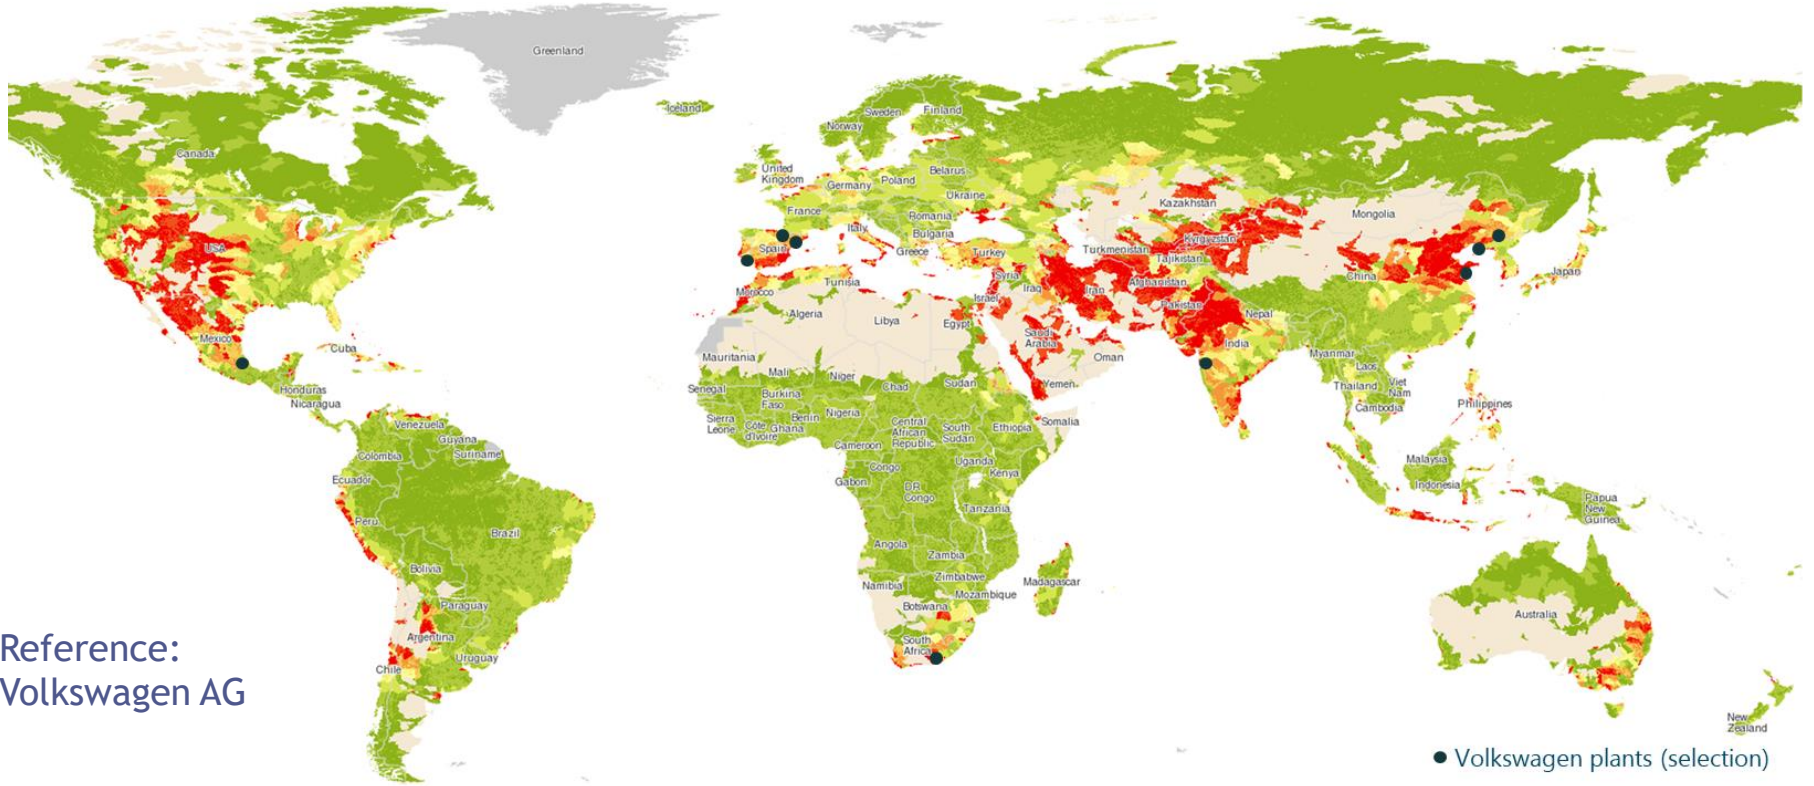 Greenland
Iceland
Sweden
Finland
Norway
Canada
United
Kingdom
Belarus
Germany
Poland
Ukraine
Kazakhstan
France
Romania
Mongolia
Italy
Bulgaria
USA
Spain
Greece
Turkey
Turkmenistan
Kyrgyzstan
Tajikistan
China
Japan
Syria
Tunisia
Morocco
Israel
Iraq
Iran
Afghanistan
Pakistan
Nepal
Algeria
Libya
Egypt
Saudi
Arabia
Mexico
Cuba
India
Mauritania
Oman
Myanmar
Laos
Mali
Niger
Chad
Sudan
Yemen
Thailand
Viet
Nam
Honduras
Nicaragua
Senegal
Burkina
Faso
Cambodia
Philippines
Sierra
Leone
Côte
d'Ivoire
Ghana
Benin
Nigeria
Central
African
Republic
South
Sudan
Ethiopia
Somalia
Venezuela
Guyana
Suriname
Cameroon
Colombia
Congo
Uganda
Kenya
Malaysia
Ecuador
Gabon
DR
Congo
Indonesia
Tanzania
Papua
New
Guinea
Peru
Brazil
Angola
Zambia
Bolivia
Namibia
Zimbabwe
Madagascar
Mozambique
Botswana
Paraguay
Australia
Argentina
South
Africa
Uruguay
Chile
New
Zealand
Reference:
Volkswagen AG
● Volkswagen plants (selection)